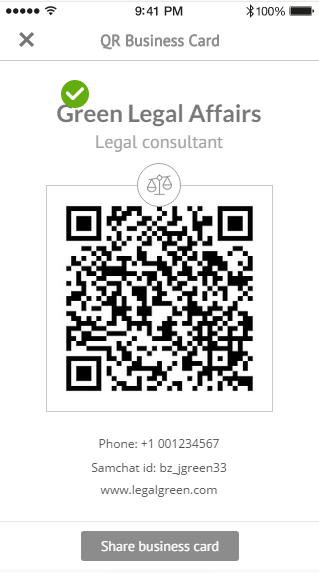 9:41 PM
100%
QR Business Card
Green Legal Affairs
Legal consultant
Phone: +1 001234567
Samchat id: bz_jgreen33
www.legalgreen.com
Share business card